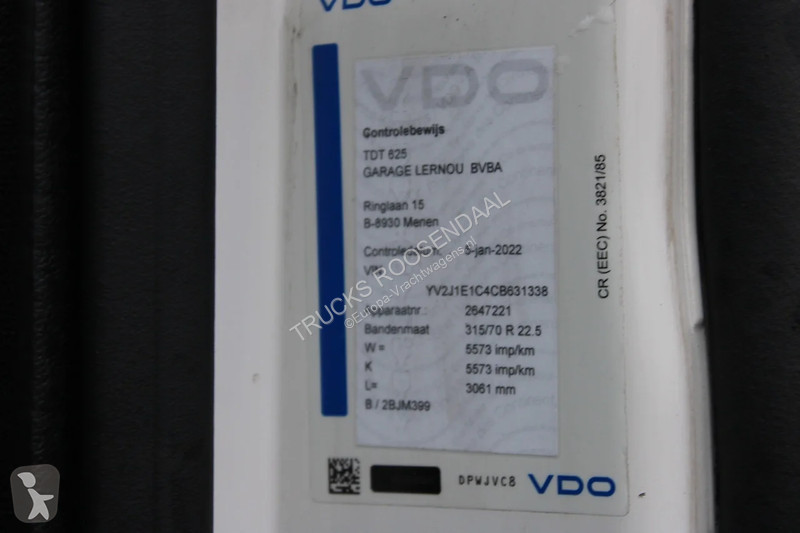 VDO
VDO
Controlebewijs
TDT 625
GARAGE LERNOU BVBA
Ringlaan 15
B-8930 Menen
5-jan-2022
YV2J1E1C4CB631338
Apparaatnr.: 2647221
Bandenmaat 315/70 R 22.5
W = 5573 imp/km
K 5573 imp/km
L= 3061 mm
B / 2BJM399
CR (EEC) No. 3821/85
DPWJVC8 VDO
TRUCKS ROOSENDAAL
©Europa-Vrachtwagens.nl